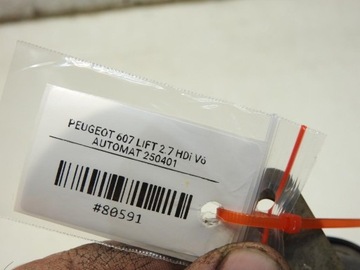 PEUGEOT 607 LIFT 2.7 HDi V6
AUTOMAT 250401
#80591